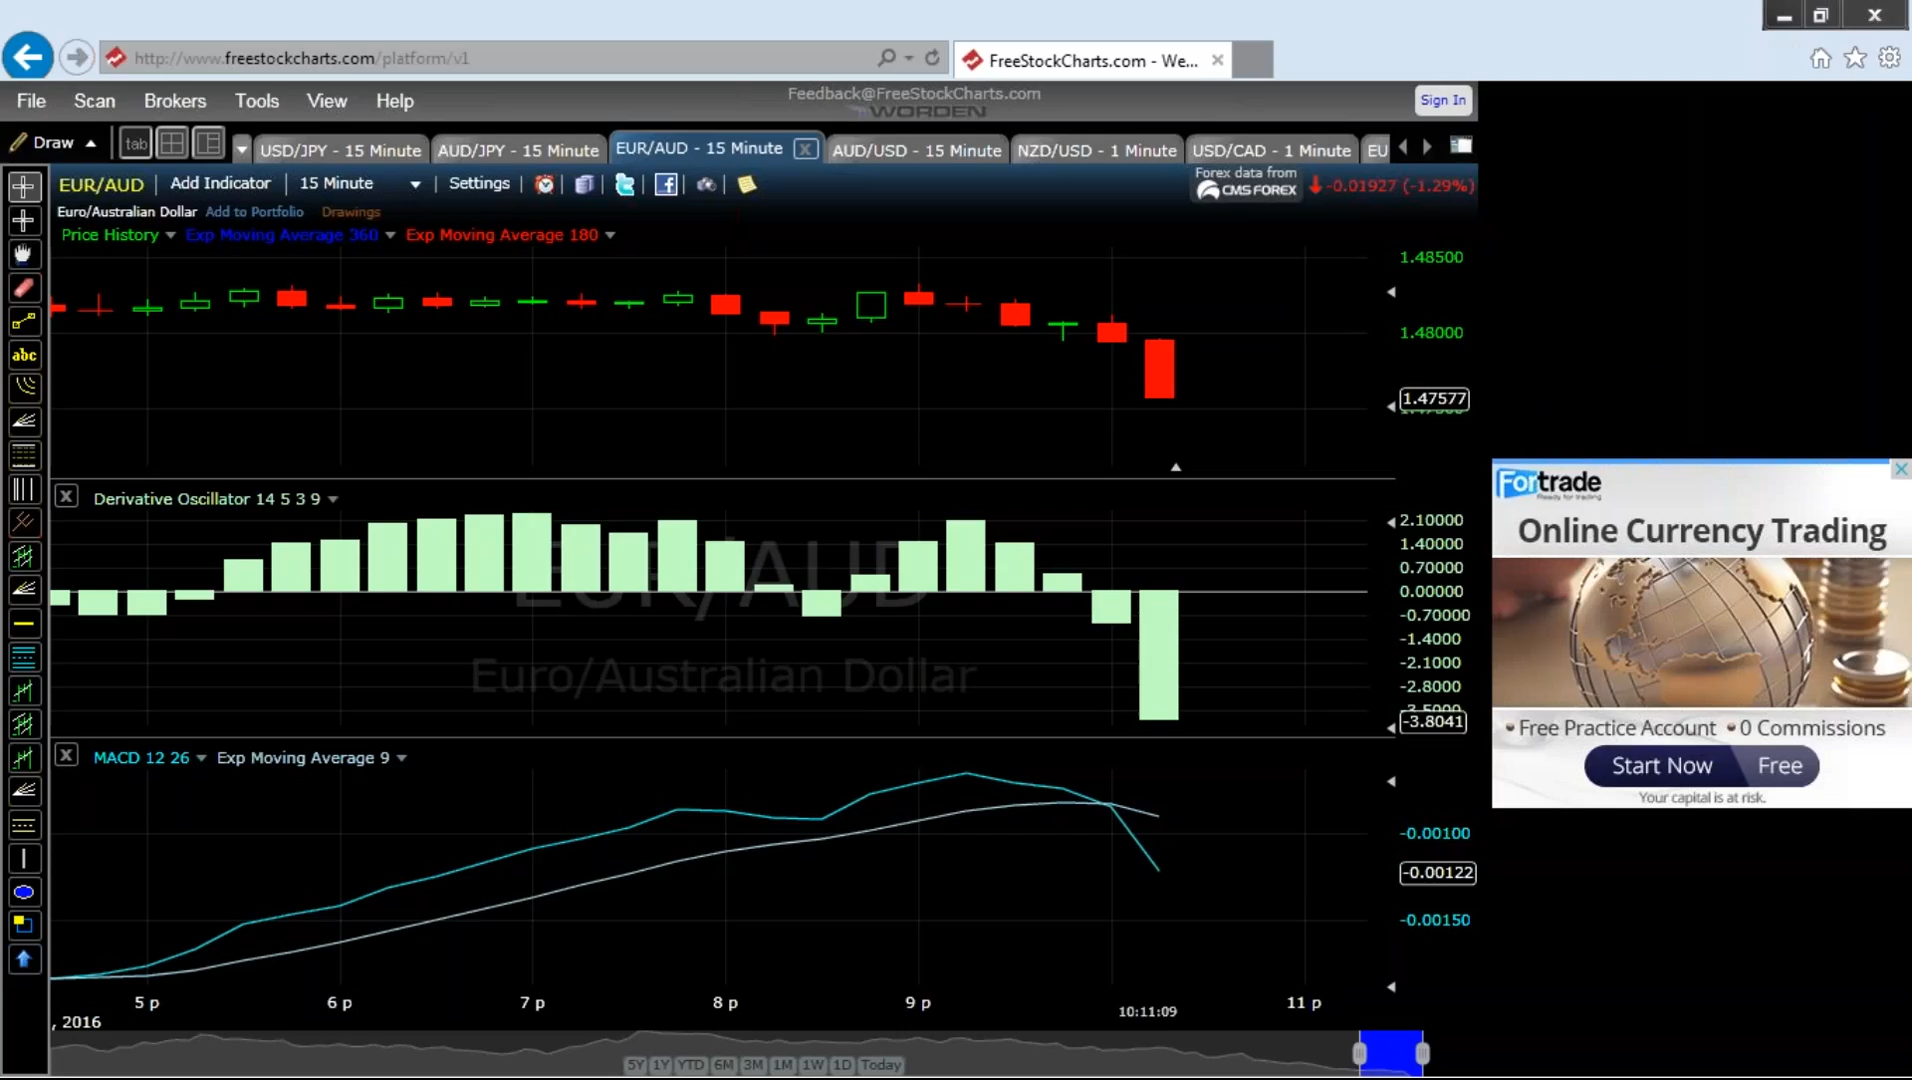 http://www.freestockcharts.com/platform/v1
FreeStockCharts.com - We...
File Scan Brokers Tools View Help
Feedback@FreeStockCharts.com
WORDEN
Sign In
Draw
tab
USD/JPY - 15 Minute
AUD/JPY - 15 Minute
EUR/AUD - 15 Minute
AUD/USD - 15 Minute
NZD/USD - 1 Minute
USD/CAD - 1 Minute
EU
EUR/AUD
Add Indicator
15 Minute
Settings
Forex data from
CMS FOREX
-0.01927 (-1.29%)
Euro/Australian Dollar Add to Portfolio Drawings
Price History Exp Moving Average 360 Exp Moving Average 180
1.48500
1.48000
1.47577
abc
Derivative Oscillator 14 5 3 9
EUR/AUD
Euro/Australian Dollar
2.10000
1.40000
0.70000
0.00000
-0.70000
-1.4000
-2.1000
-2.8000
-3.8041
MACD 12 26 Exp Moving Average 9
-0.00100
-0.00122
-0.00150
5 p 6 p 7 p 8 p 9 p 10:11:09 11 p
, 2016
5Y 1Y YTD 6M 3M 1M 1W 1D Today
Fortrade
Ready for trading
Online Currency Trading
• Free Practice Account • 0 Commissions
Start Now Free
Your capital is at risk.